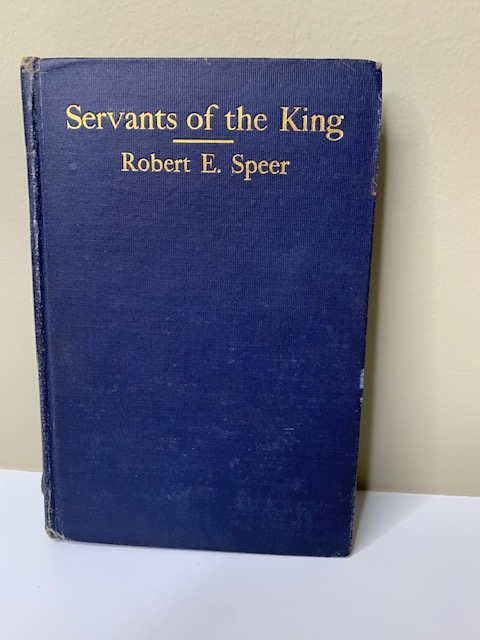 Servants of the King
Robert E. Speer